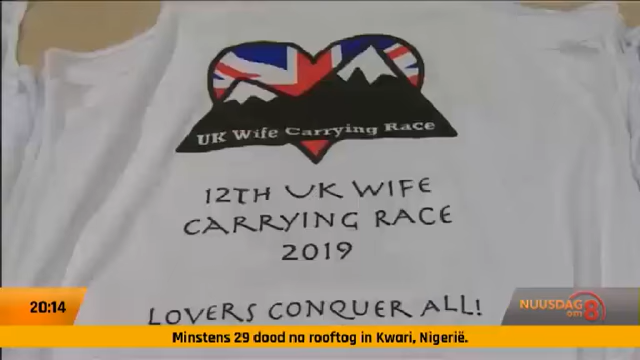 UK Wife Carrying Race
12TH UK WIFE
CARRYING RACE
2019
LOVERS CONQUER ALL!
20:14
NUUSDAG
om 8
Minstens 29 dood na rooftog in Kwari, Nigerië.